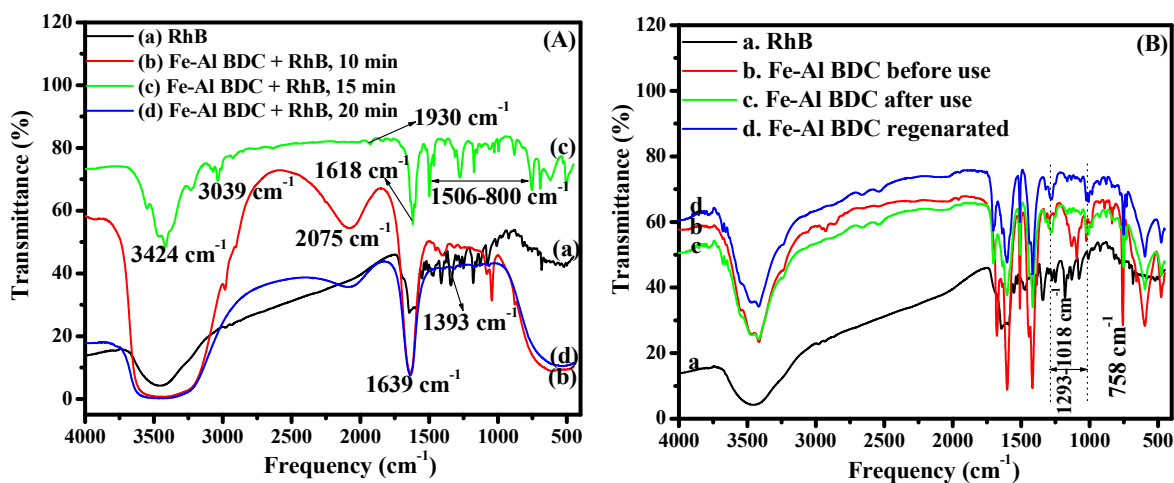 (A)
(a) RhB
(b) Fe-Al BDC + RhB, 10 min
(c) Fe-Al BDC + RhB, 15 min
(d) Fe-Al BDC + RhB, 20 min
1930 cm-1
(c)
1618 cm-1
3039 cm-1
1506-800 cm-1
3424 cm-1
2075 cm-1
(a)
1393 cm-1
(d)
1639 cm-1
(b)
Transmittance (%)
120
100
80
60
40
20
0
4000 3500 3000 2500 2000 1500 1000 500
Frequency (cm-1)
(B)
a. RhB
b. Fe-Al BDC before use
c. Fe-Al BDC after use
d. Fe-Al BDC regenarated
d
b
c
a
1293-1018 cm-1
758 cm-1
Transmittance (%)
120
100
80
60
40
20
0
4000 3500 3000 2500 2000 1500 1000 500
Frequency (cm-1)